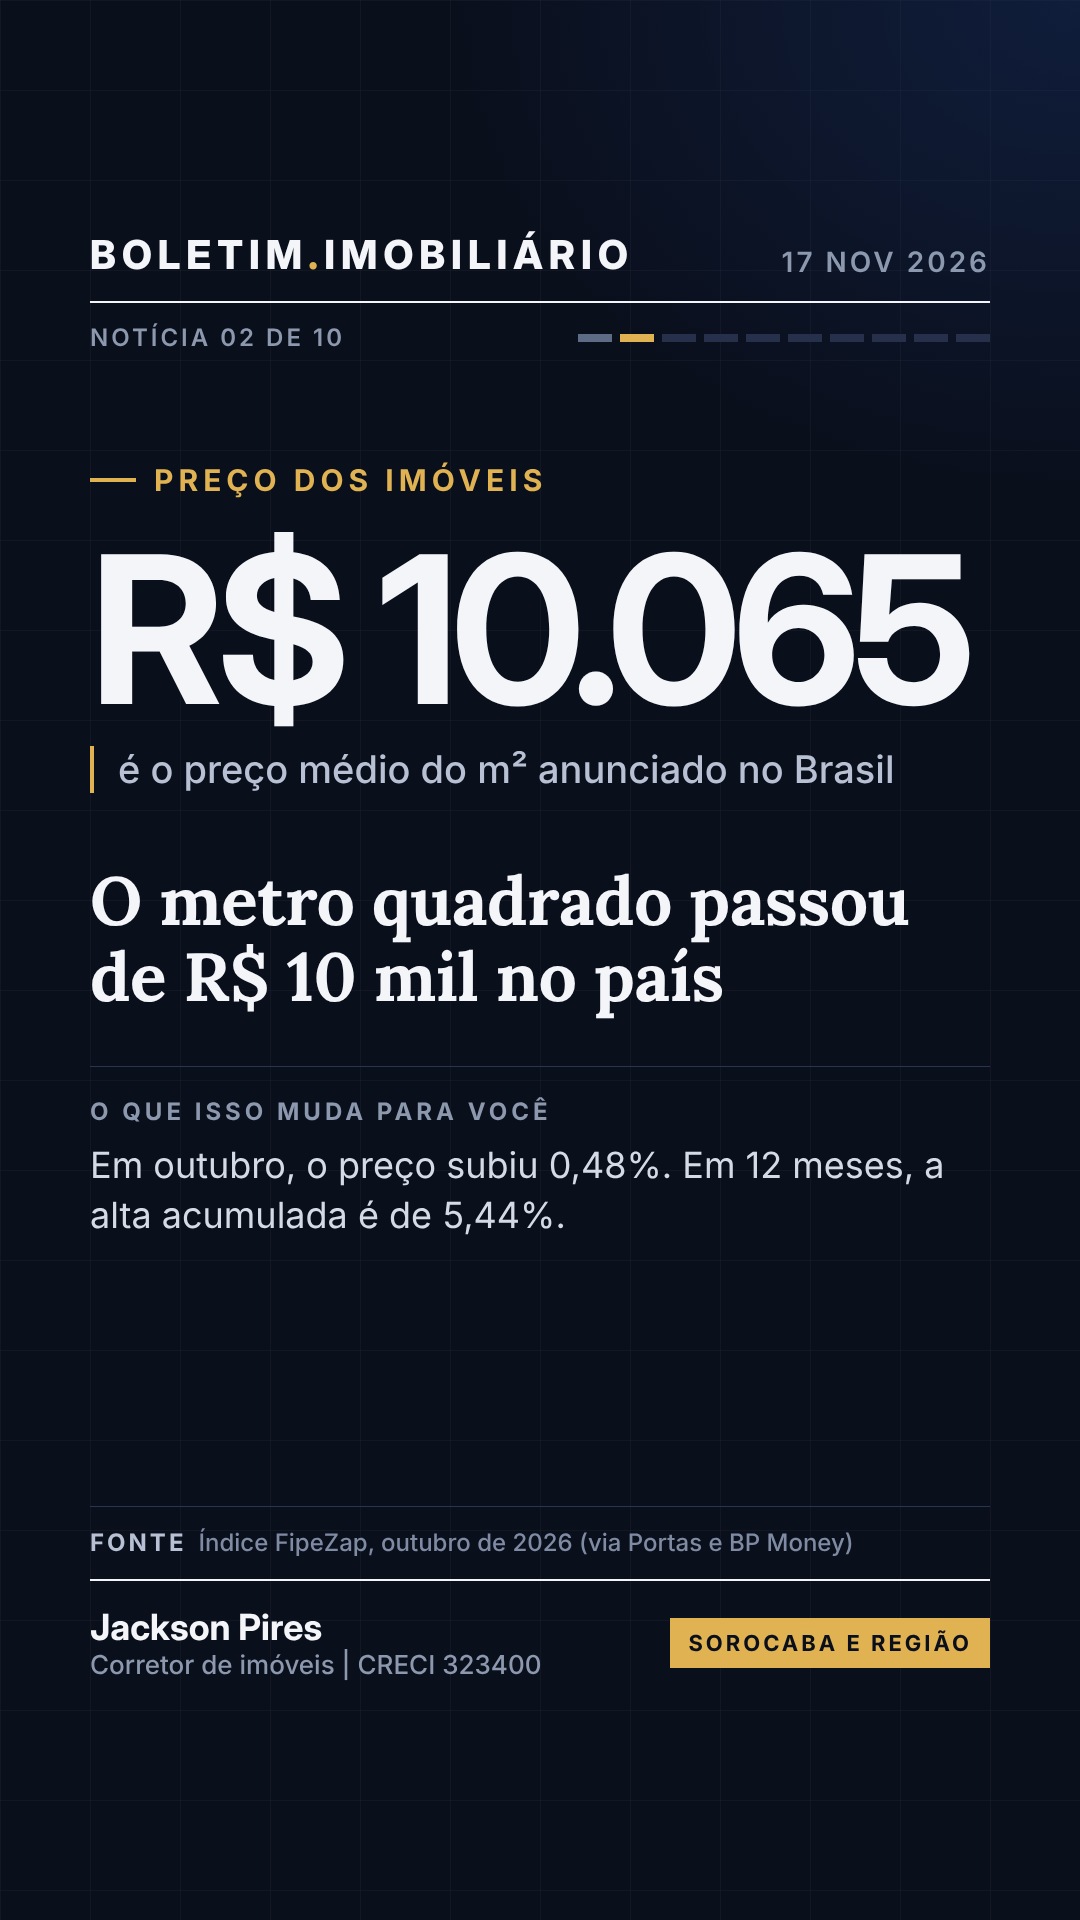 BOLETIM.IMOBILIÁRIO
17 NOV 2026
NOTÍCIA 02 DE 10
PREÇO DOS IMÓVEIS
R$ 10.065
é o preço médio do m² anunciado no Brasil
O metro quadrado passou
de R$ 10 mil no país
O QUE ISSO MUDA PARA VOCÊ
Em outubro, o preço subiu 0,48%. Em 12 meses, a
alta acumulada é de 5,44%.
FONTE Índice FipeZap, outubro de 2026 (via Portas e BP Money)
Jackson Pires
Corretor de imóveis | CRECI 323400
SOROCABA E REGIÃO